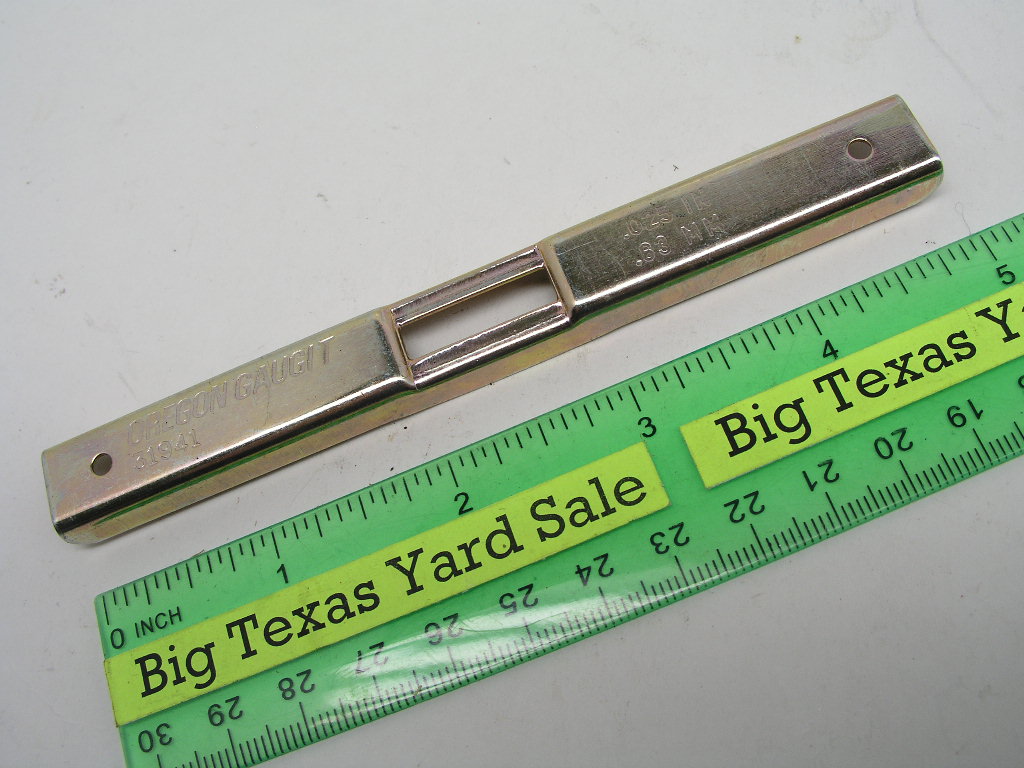 OREGON GAUGIT
31941
.025 IN
.63 MM
0 INCH 1 2 3 4 5
Big Texas Yard Sale
Big Texas Y
30 29 28 27 26 25 24 23 22 21 20 19